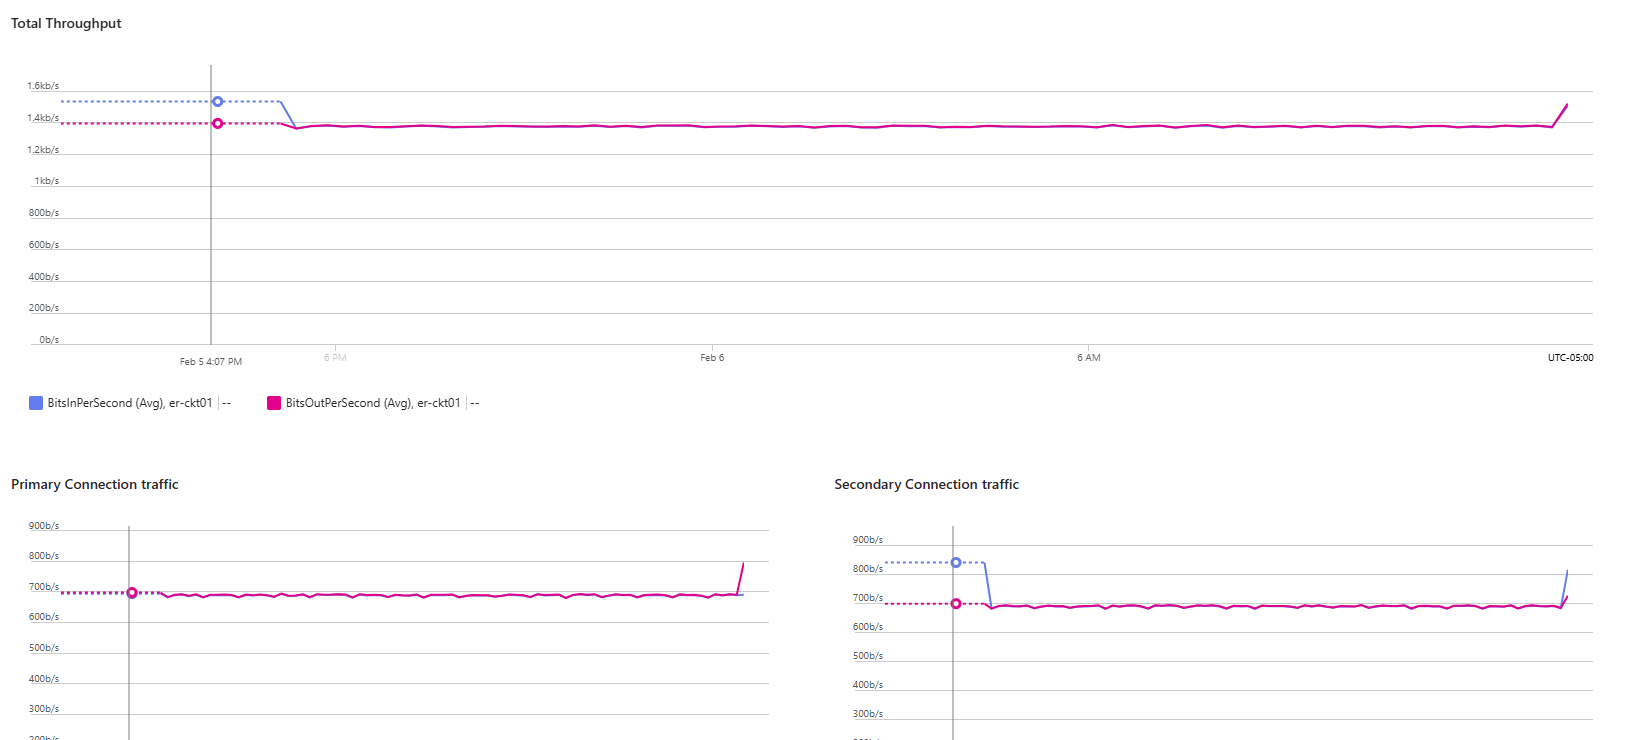 Total Throughput
1.6kb/s
1.4kb/s
1.2kb/s
1kb/s
800b/s
600b/s
400b/s
200b/s
0b/s
Feb 5 4:07 PM
6 PM
Feb 6
6 AM
UTC-05:00
BitsInPerSecond (Avg), er-ckt01 | --
BitsOutPerSecond (Avg), er-ckt01 | --
Primary Connection traffic
900b/s
800b/s
700b/s
600b/s
500b/s
400b/s
300b/s
200b/s
Secondary Connection traffic
900b/s
800b/s
700b/s
600b/s
500b/s
400b/s
300b/s